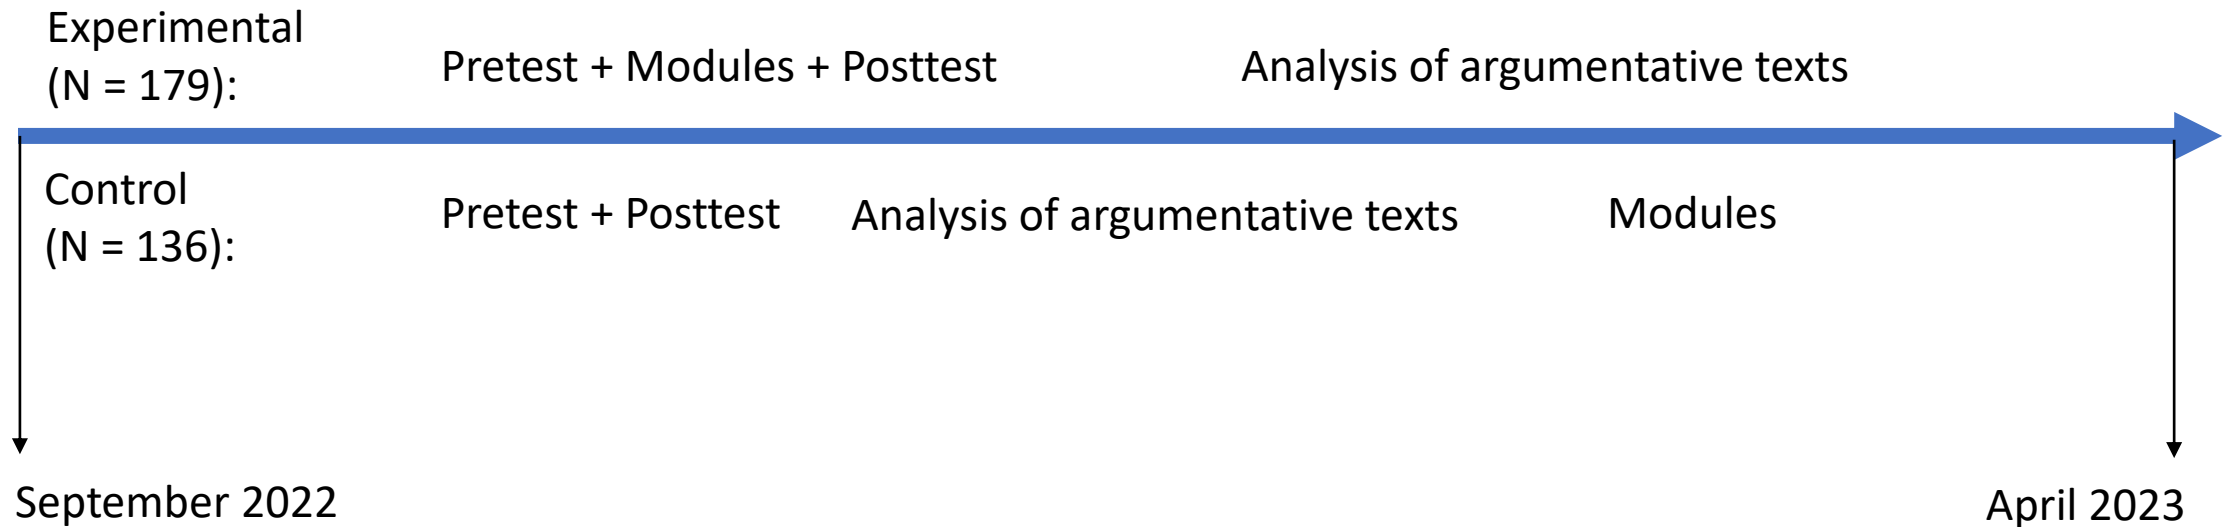 Experimental
(N = 179):
Pretest + Modules + Posttest
Analysis of argumentative texts
Control
(N = 136):
Pretest + Posttest
Analysis of argumentative texts
Modules
September 2022
April 2023